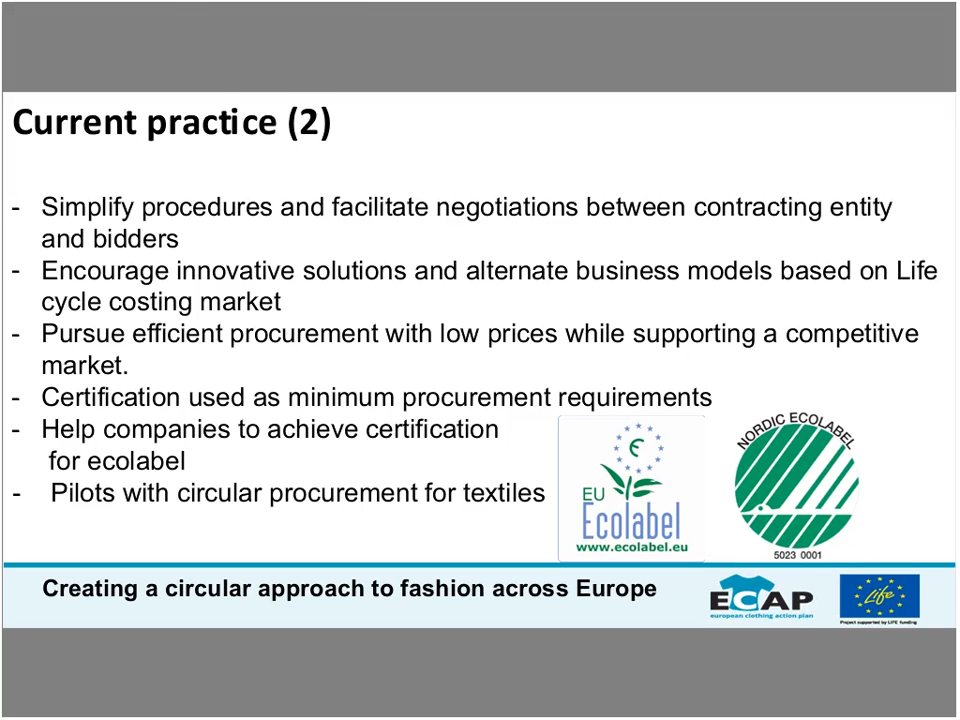 Current practice (2)
- Simplify procedures and facilitate negotiations between contracting entity
and bidders
- Encourage innovative solutions and alternate business models based on Life
cycle costing market
- Pursue efficient procurement with low prices while supporting a competitive
market.
- Certification used as minimum procurement requirements
- Help companies to achieve certification
for ecolabel
- Pilots with circular procurement for textiles
EU
Ecolabel
www.ecolabel.eu
NORDIC ECOLABEL
5023 0001
Creating a circular approach to fashion across Europe
ECAP
european clothing action plan
Life
Project supported by LIFE funding